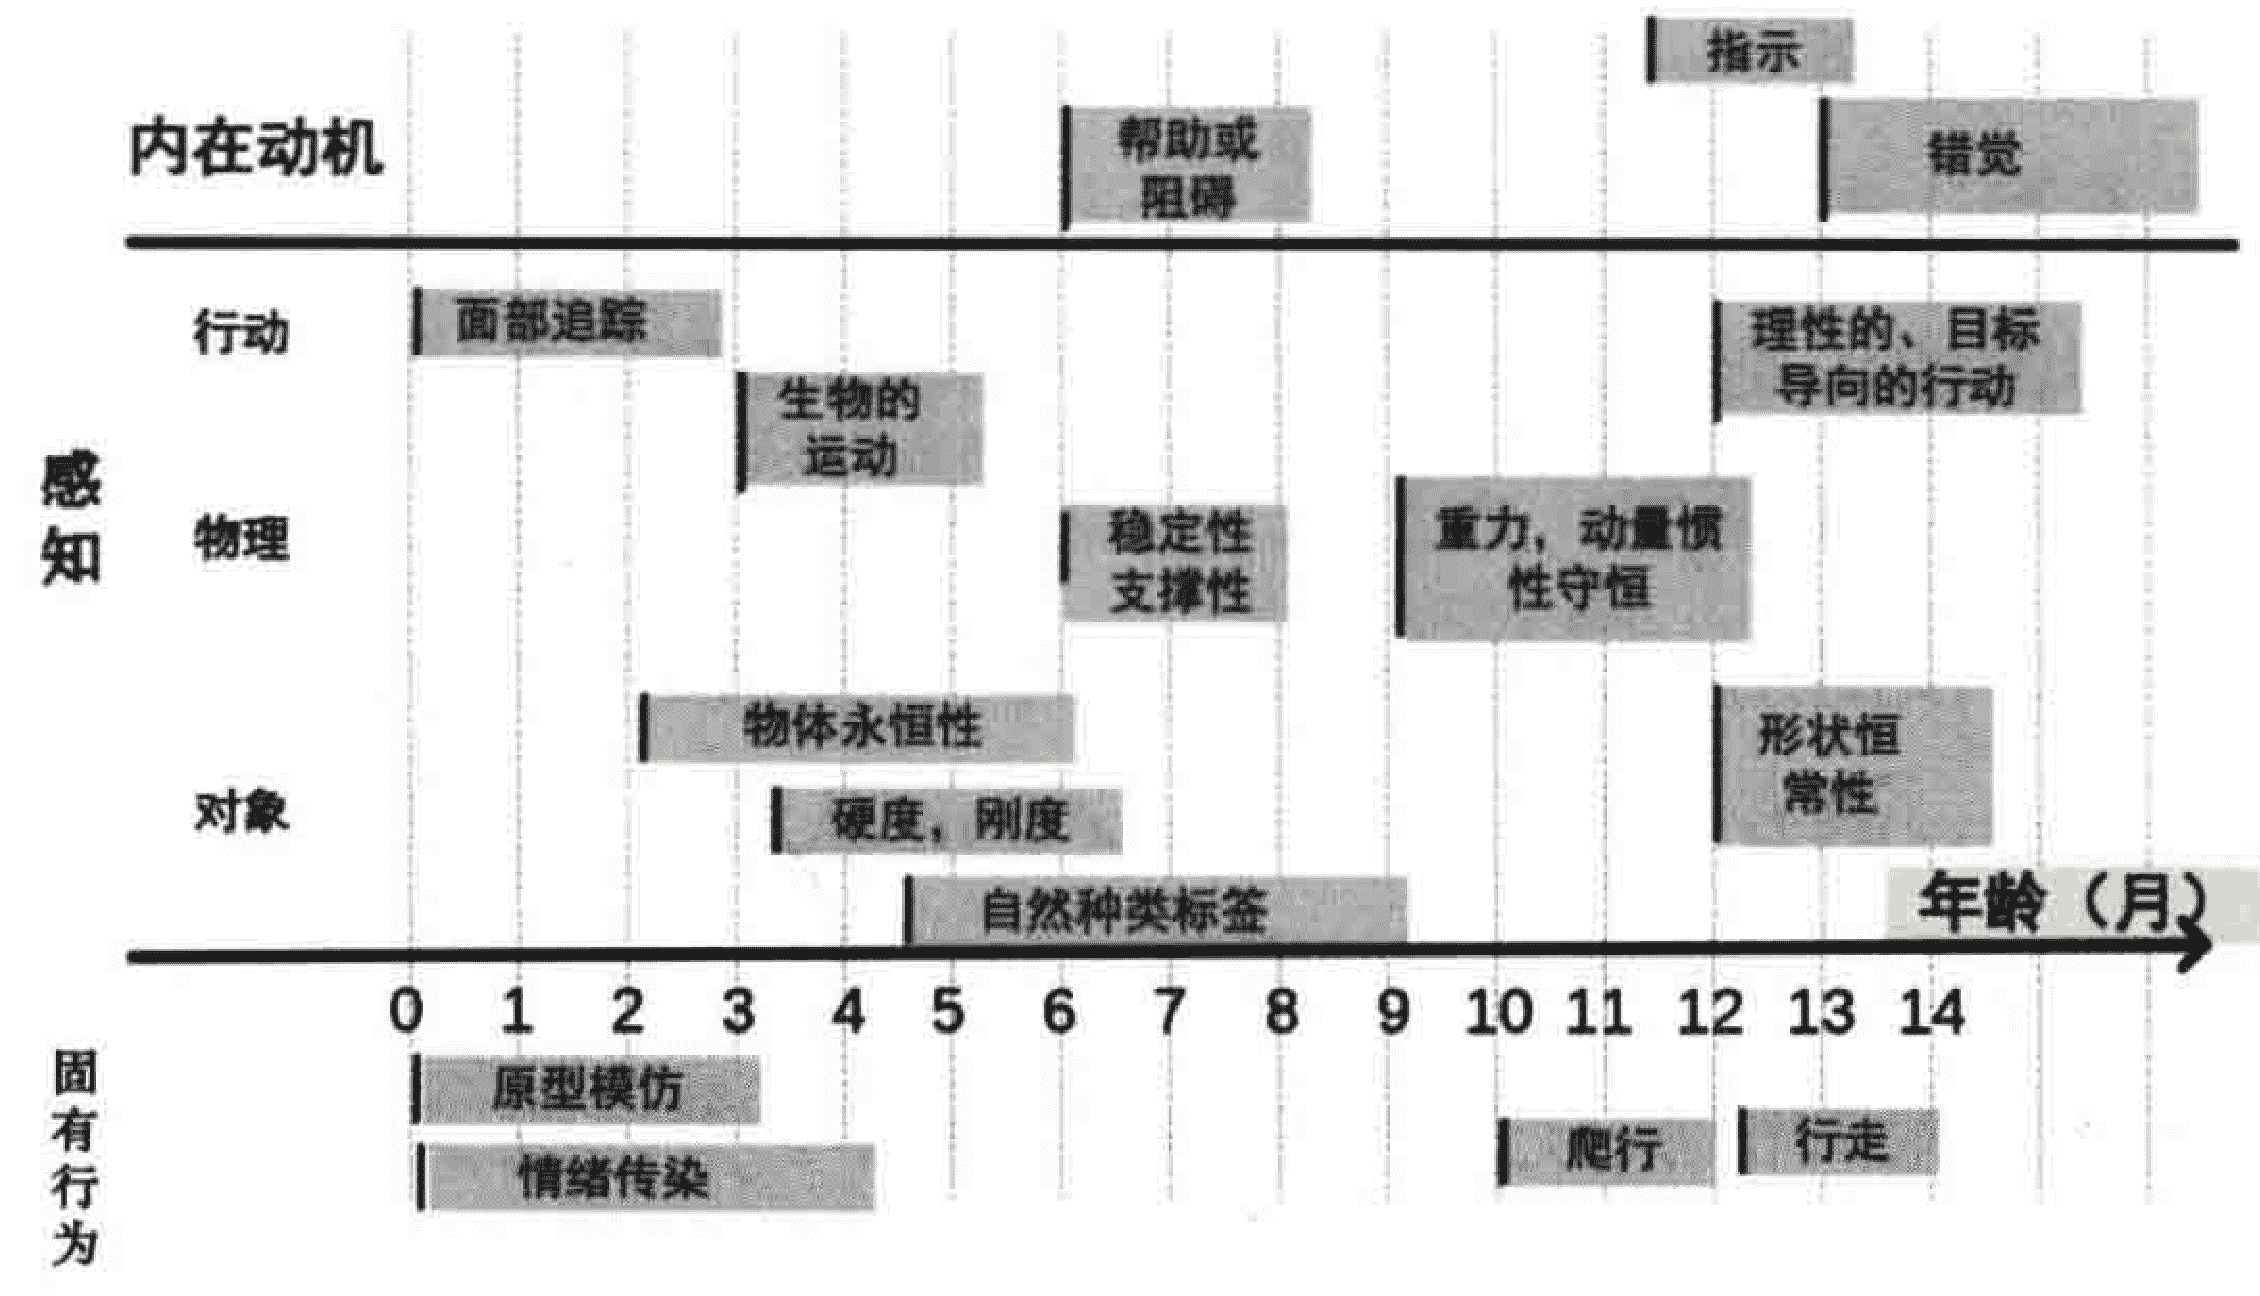 指示
内在动机
帮助或
阻碍
错觉
行动
面部追踪
理性的、目标
导向的行动
生物的
运动
感
知
物理
稳定性
支撑性
重力，动量惯
性守恒
物体永恒性
形状恒
常性
对象
硬度，刚度
自然种类标签
年龄（月）
0 1 2 3 4 5 6 7 8 9 10 11 12 13 14
固
有
行
为
原型模仿
情绪传染
爬行
行走